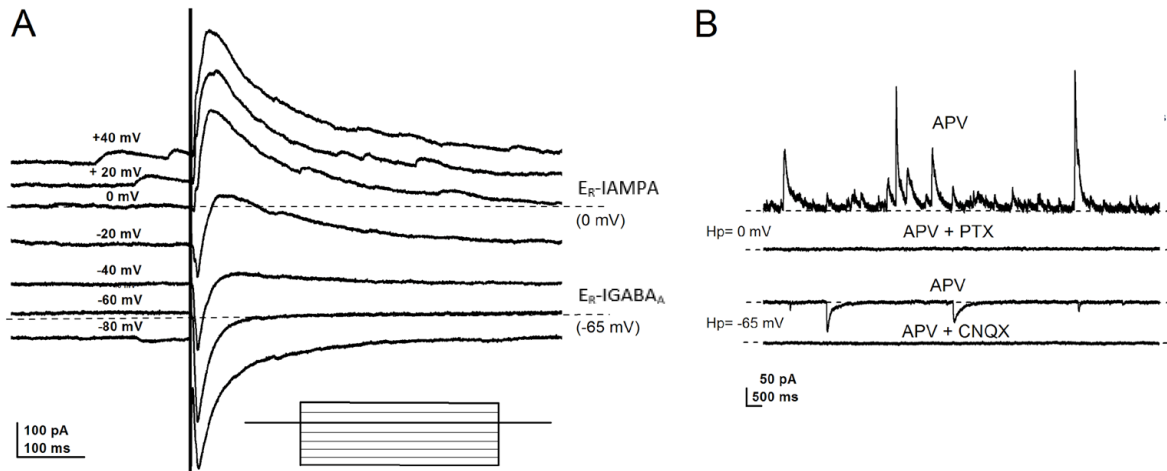 A
+40 mV
+ 20 mV
0 mV
-20 mV
-40 mV
-60 mV
-80 mV
E_R-IAMPA
(0 mV)
E_R-IGABA_A
(-65 mV)
100 pA
100 ms
B
APV
Hp= 0 mV
APV + PTX
APV
Hp= -65 mV
APV + CNQX
50 pA
500 ms